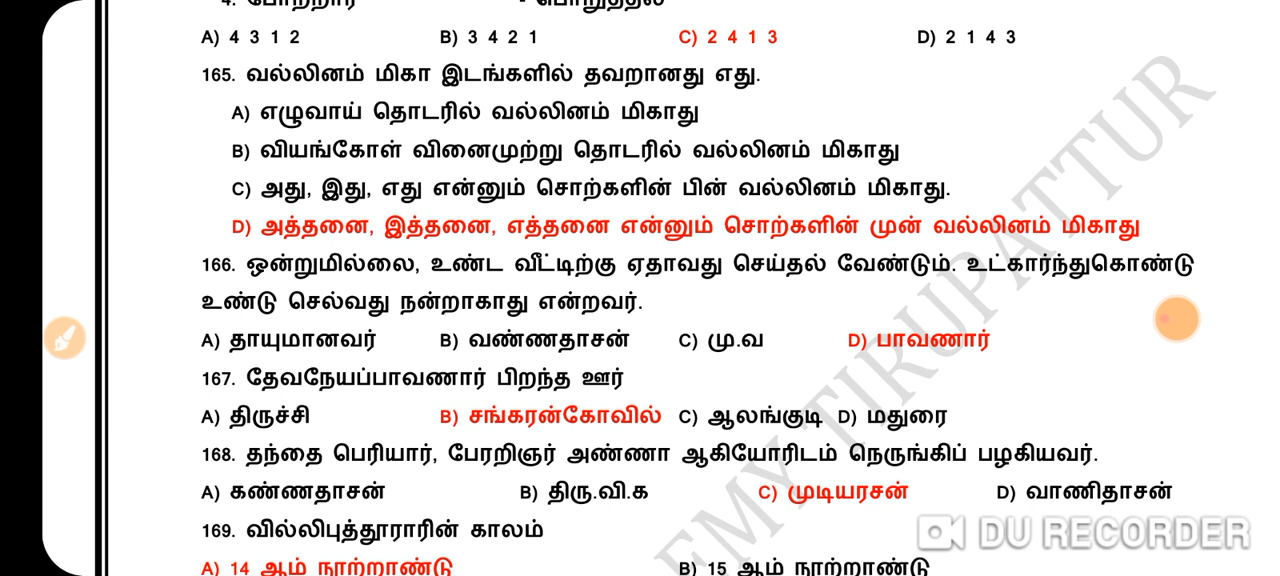 4. போற்றார் - பொறுத்தல்
A) 4 3 1 2 B) 3 4 2 1 C) 2 4 1 3 D) 2 1 4 3
165. வல்லினம் மிகா இடங்களில் தவறானது எது.
A) எழுவாய் தொடரில் வல்லினம் மிகாது
B) வியங்கோள் வினைமுற்று தொடரில் வல்லினம் மிகாது
C) அது, இது, எது என்னும் சொற்களின் பின் வல்லினம் மிகாது.
D) அத்தனை, இத்தனை, எத்தனை என்னும் சொற்களின் முன் வல்லினம் மிகாது
166. ஒன்றுமில்லை, உண்ட வீட்டிற்கு ஏதாவது செய்தல் வேண்டும். உட்கார்ந்துகொண்டு
உண்டு செல்வது நன்றாகாது என்றவர்.
A) தாயுமானவர் B) வண்ணதாசன் C) மு.வ D) பாவணார்
167. தேவநேயப்பாவணார் பிறந்த ஊர்
A) திருச்சி B) சங்கரன்கோவில் C) ஆலங்குடி D) மதுரை
168. தந்தை பெரியார், பேரறிஞர் அண்ணா ஆகியோரிடம் நெருங்கிப் பழகியவர்.
A) கண்ணதாசன் B) திரு.வி.க C) முடியரசன் D) வாணிதாசன்
169. வில்லிபுத்தூராரின் காலம்
A) 14 ஆம் நூற்றாண்டு B) 15 ஆம் நூற்றாண்டு
EMY TIRUPATTUR
DU RECORDER